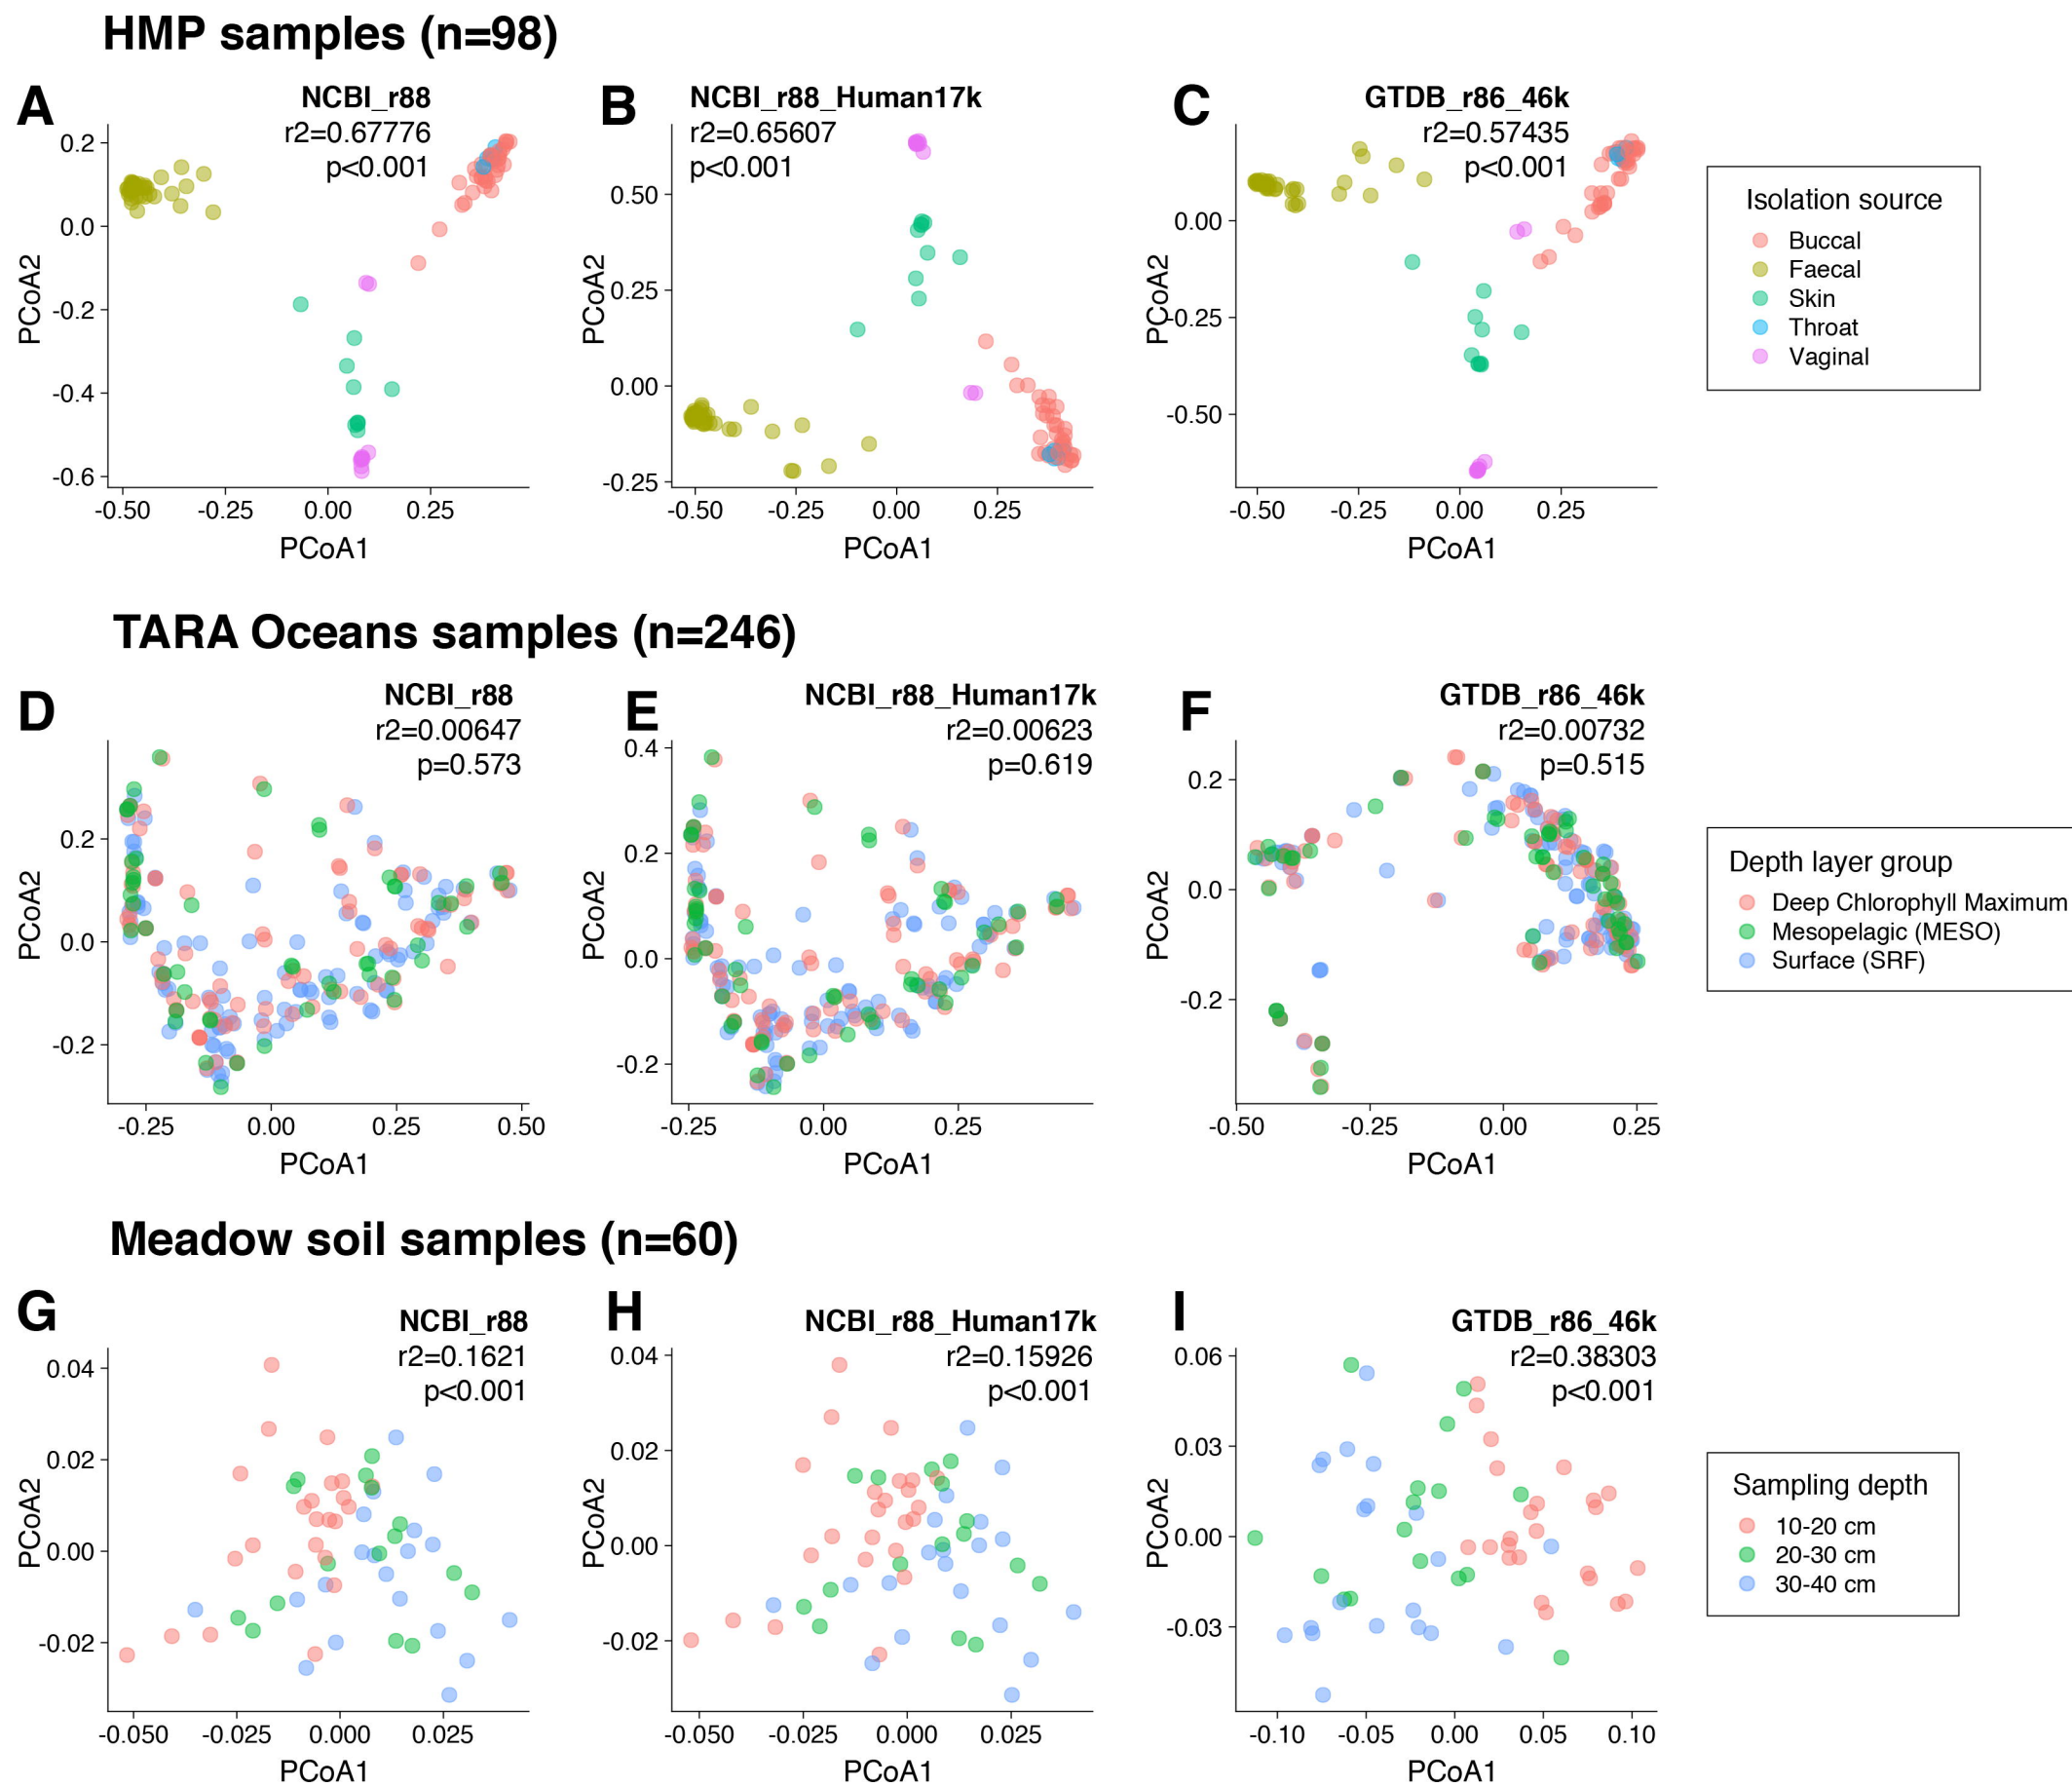 HMP samples (n=98)
A
NCBI_r88
r2=0.67776
p<0.001
0.2
0.0
-0.2
-0.4
-0.6
PCoA2
-0.50
-0.25
0.00
0.25
PCoA1
B
NCBI_r88_Human17k
r2=0.65607
p<0.001
0.50
0.25
0.00
-0.25
PCoA2
-0.50
-0.25
0.00
0.25
PCoA1
C
GTDB_r86_46k
r2=0.57435
p<0.001
0.00
-0.25
-0.50
PCoA2
-0.50
-0.25
0.00
0.25
PCoA1
Isolation source
Buccal
Faecal
Skin
Throat
Vaginal
TARA Oceans samples (n=246)
D
NCBI_r88
r2=0.00647
p=0.573
0.2
0.0
-0.2
PCoA2
-0.25
0.00
0.25
0.50
PCoA1
E
NCBI_r88_Human17k
r2=0.00623
p=0.619
0.4
0.2
0.0
-0.2
PCoA2
-0.25
0.00
0.25
PCoA1
F
GTDB_r86_46k
r2=0.00732
p=0.515
0.2
0.0
-0.2
PCoA2
-0.50
-0.25
0.00
0.25
PCoA1
Depth layer group
Deep Chlorophyll Maximum
Mesopelagic (MESO)
Surface (SRF)
Meadow soil samples (n=60)
G
NCBI_r88
r2=0.1621
p<0.001
0.04
0.02
0.00
-0.02
PCoA2
-0.050
-0.025
0.000
0.025
PCoA1
H
NCBI_r88_Human17k
r2=0.15926
p<0.001
0.04
0.02
0.00
-0.02
PCoA2
-0.050
-0.025
0.000
0.025
PCoA1
I
GTDB_r86_46k
r2=0.38303
p<0.001
0.06
0.03
0.00
-0.03
PCoA2
-0.10
-0.05
0.00
0.05
0.10
PCoA1
Sampling depth
10-20 cm
20-30 cm
30-40 cm